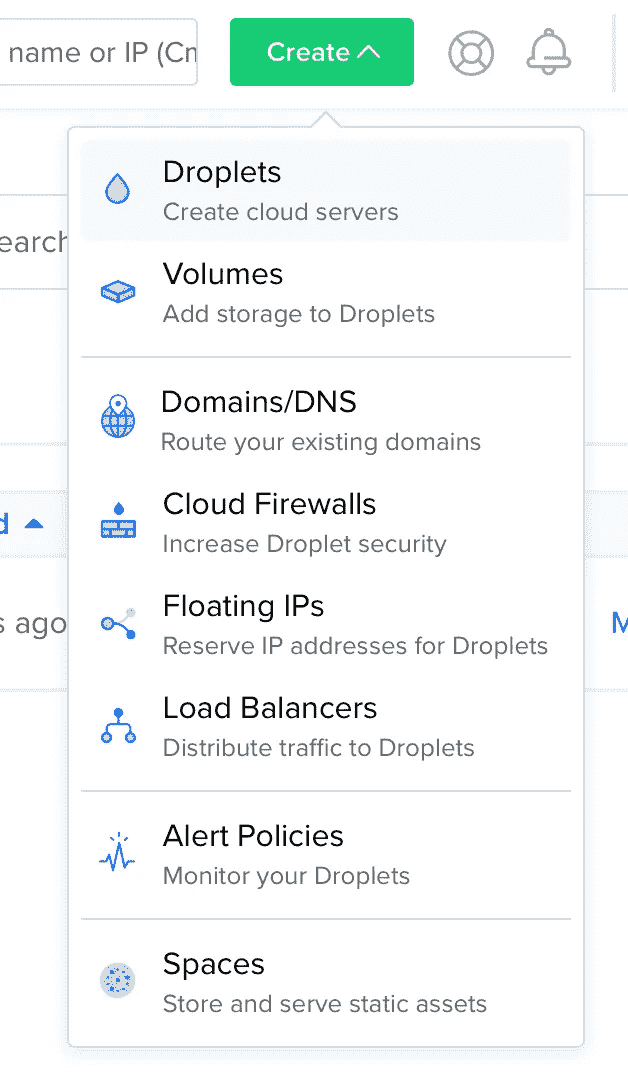 name or IP (Cm
Create
Droplets
Create cloud servers
earch
Volumes
Add storage to Droplets
Domains/DNS
Route your existing domains
Cloud Firewalls
d
Increase Droplet security
Floating IPs
s ago
M
Reserve IP addresses for Droplets
Load Balancers
Distribute traffic to Droplets
Alert Policies
Monitor your Droplets
Spaces
Store and serve static assets